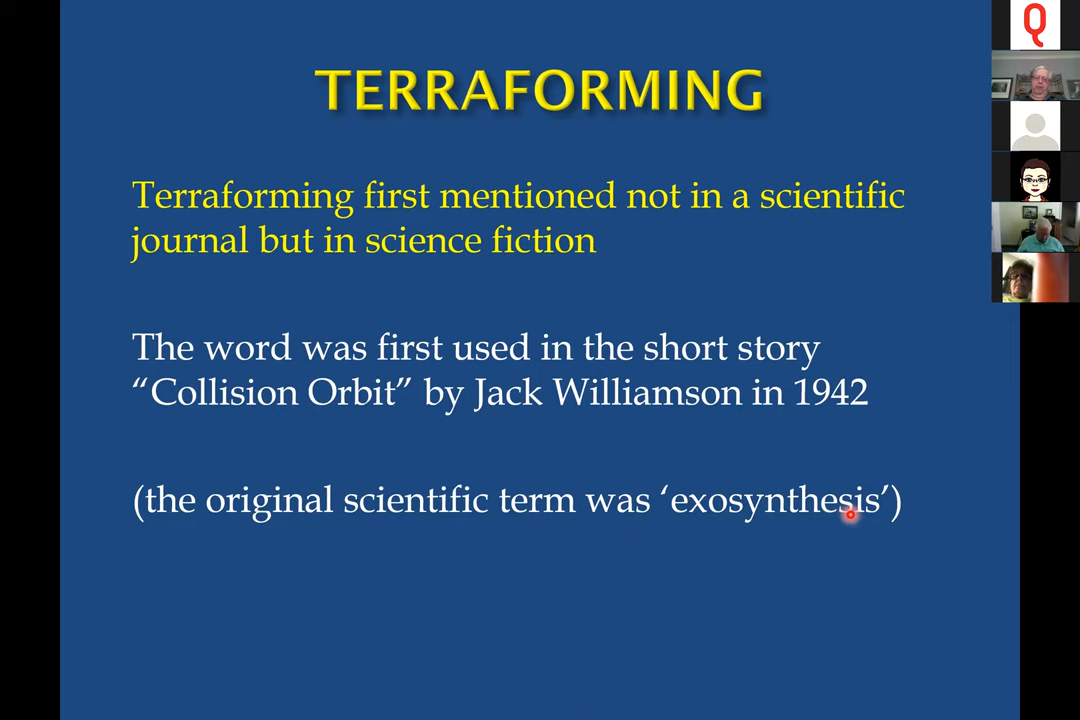 TERRAFORMING
Terraforming first mentioned not in a scientific
journal but in science fiction
The word was first used in the short story
“Collision Orbit” by Jack Williamson in 1942
(the original scientific term was ‘exosynthesis’)
Q